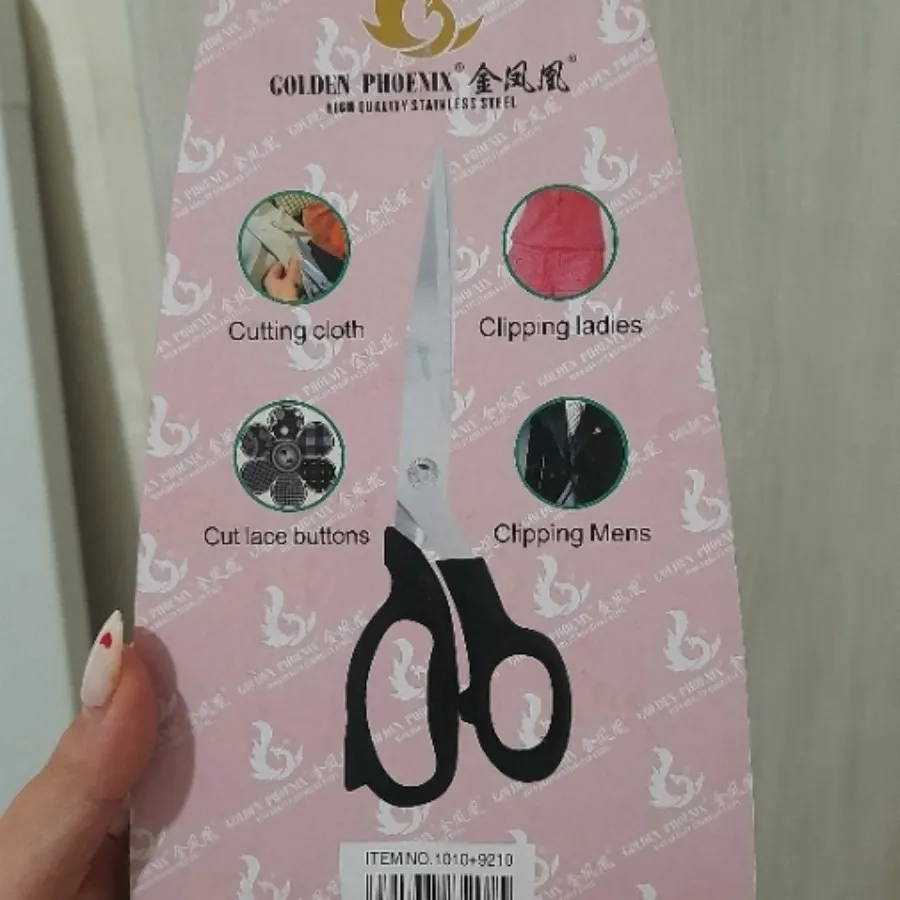 GOLDEN PHOENIX® 金凤凰®
HIGH QUALITY STAINLESS STEEL
Cutting cloth
Clipping ladies
Cut lace buttons
Clipping Mens
ITEM NO.1010+9210